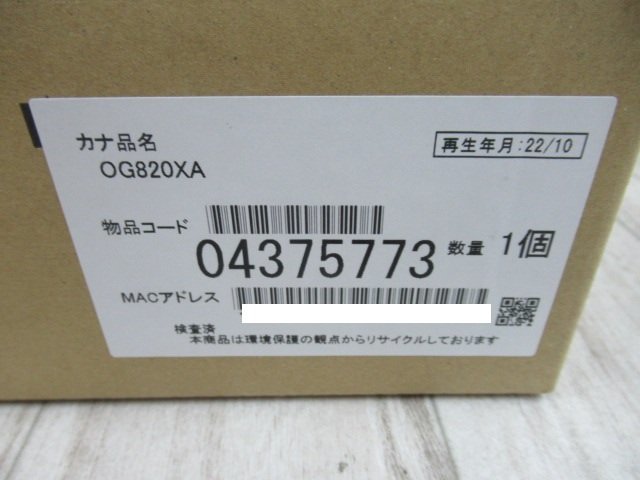 カナ品名
再生年月:22/10
OG820XA
物品コード
04375773 数量 1個
MACアドレス
検査済
本商品は環境保護の観点からリサイクルしております